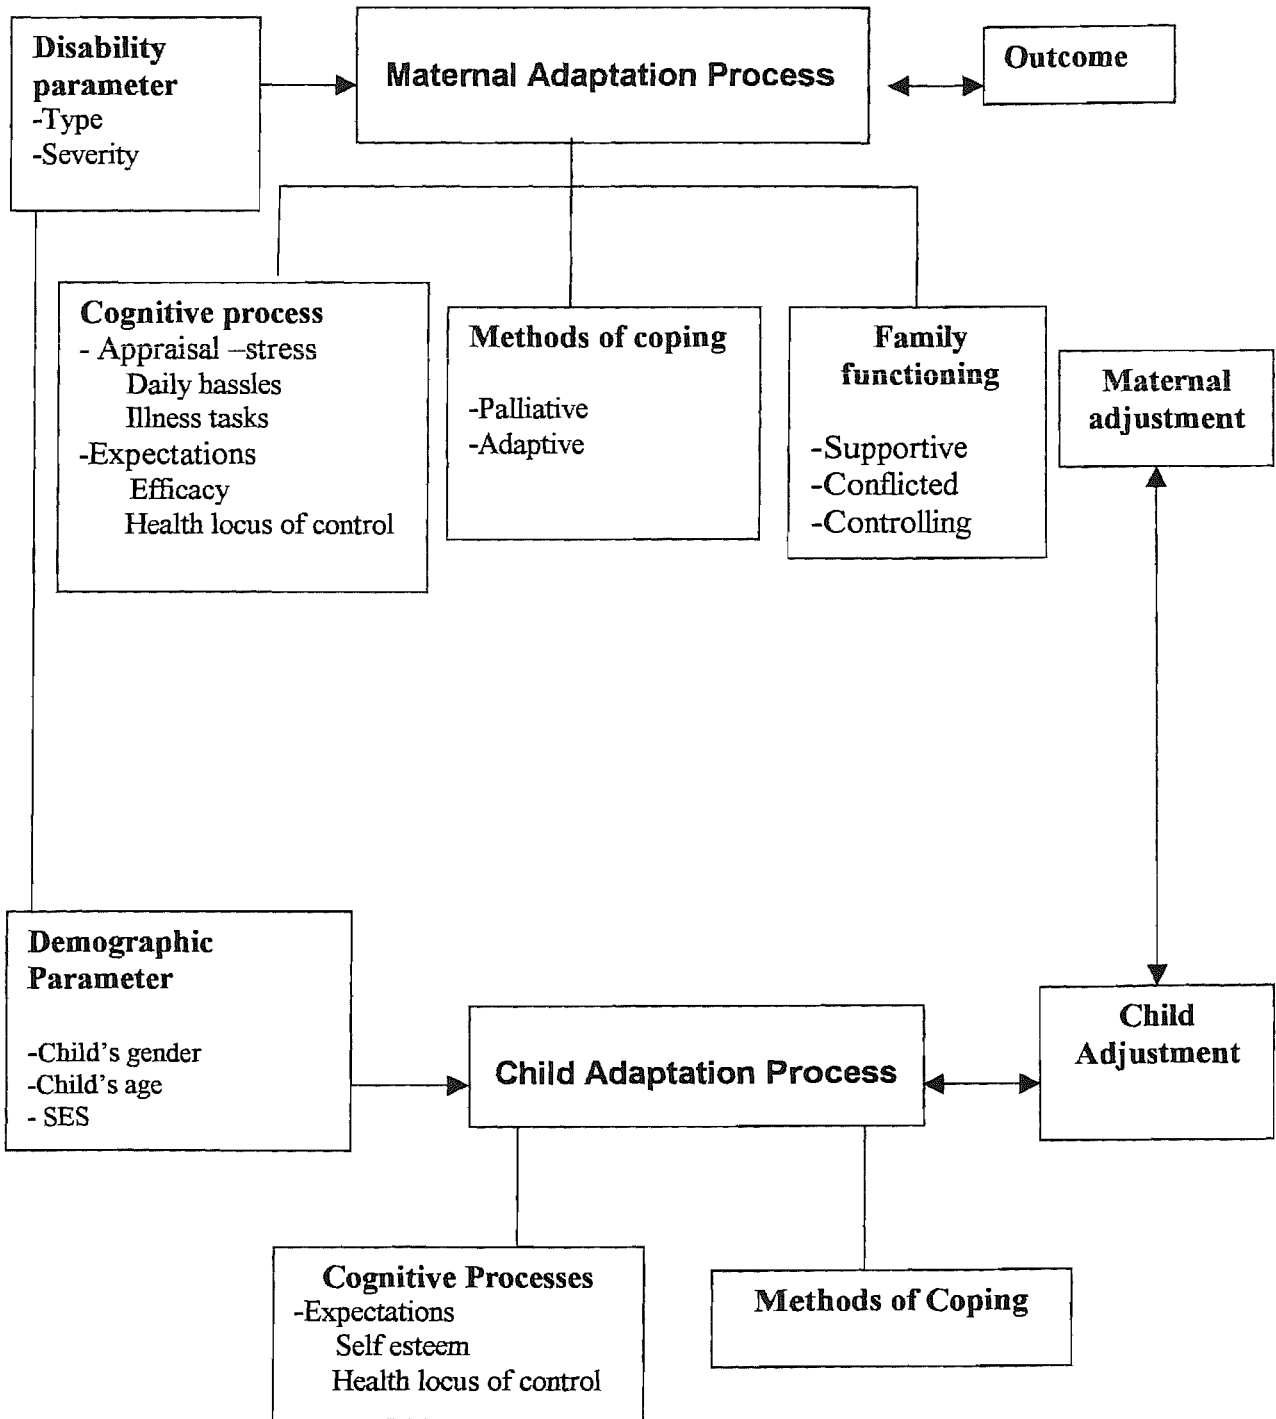 Disability
parameter
-Type
-Severity
Maternal Adaptation Process
Outcome
Cognitive process
- Appraisal –stress
Daily hassles
Illness tasks
-Expectations
Efficacy
Health locus of control
Methods of coping
-Palliative
-Adaptive
Family
functioning
-Supportive
-Conflicted
-Controlling
Maternal
adjustment
Demographic
Parameter
-Child's gender
-Child's age
- SES
Child Adaptation Process
Child
Adjustment
Cognitive Processes
-Expectations
Self esteem
Health locus of control
Methods of Coping